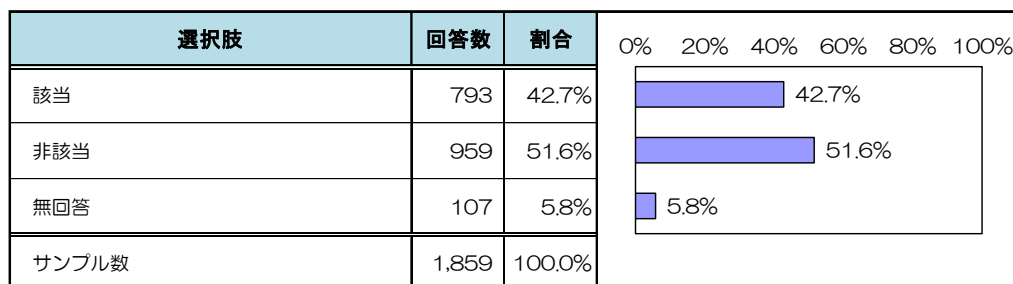 選択肢 回答数 割合
該当 793 42.7%
非該当 959 51.6%
無回答 107 5.8%
サンプル数 1,859 100.0%
0% 20% 40% 60% 80% 100%
42.7%
51.6%
5.8%